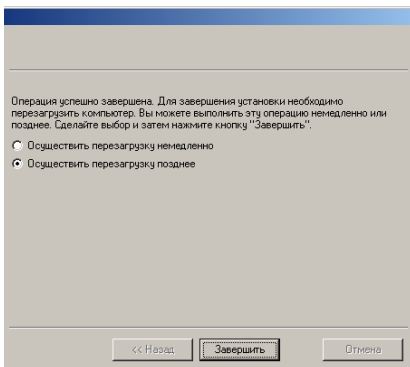 Операция успешно завершена. Для завершения установки необходимо
перезагрузить компьютер. Вы можете выполнить эту операцию немедленно или
позднее. Сделайте выбор и затем нажмите кнопку "Завершить".
Осуществить перезагрузку немедленно
Осуществить перезагрузку позднее
<< Назад
Завершить
Отмена